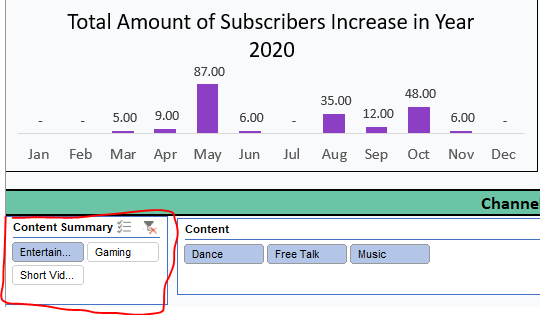 Total Amount of Subscribers Increase in Year
2020
87.00
48.00
35.00
12.00
9.00
5.00
6.00
6.00
- - - -
Jan Feb Mar Apr May Jun Jul Aug Sep Oct Nov Dec
Channe
Content Summary
Entertain...
Gaming
Short Vid...
Content
Dance Free Talk Music